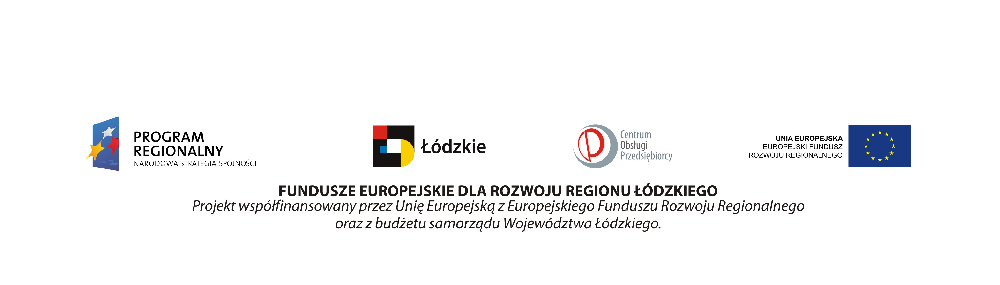 PROGRAM
REGIONALNY
NARODOWA STRATEGIA SPÓJNOŚCI
Łódzkie
Centrum
Obsługi
Przedsiębiorcy
UNIA EUROPEJSKA
EUROPEJSKI FUNDUSZ
ROZWOJU REGIONALNEGO
FUNDUSZE EUROPEJSKIE DLA ROZWOJU REGIONU ŁÓDZKIEGO
Projekt współfinansowany przez Unię Europejską z Europejskiego Funduszu Rozwoju Regionalnego
oraz z budżetu samorządu Województwa Łódzkiego.